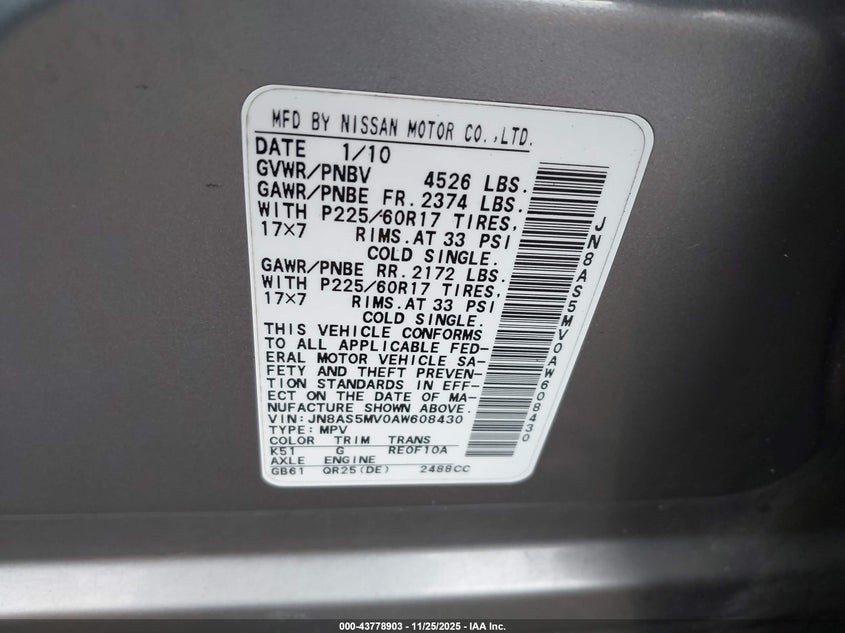 MFD BY NISSAN MOTOR CO.,LTD.
DATE 1/10
GVWR/PNBV 4526 LBS.
GAWR/PNBE FR. 2374 LBS.
WITH P225/60R17 TIRES,
17×7 RIMS.AT 33 PSI
COLD SINGLE.
GAWR/PNBE RR. 2172 LBS.
WITH P225/60R17 TIRES,
17×7 RIMS.AT 33 PSI
COLD SINGLE.
THIS VEHICLE CONFORMS
TO ALL APPLICABLE FED-
ERAL MOTOR VEHICLE SA-
FETY AND THEFT PREVEN-
TION STANDARDS IN EFF-
ECT ON THE DATE OF MA-
NUFACTURE SHOWN ABOVE.
VIN:JN8AS5MV0AW608430
TYPE:MPV
COLOR TRIM TRANS
K51 G RE0F10A
AXLE ENGINE
GB61 QR25(DE) 2488CC
JN8AS5MV0AW608430
000-43778903 - 11/25/2025 - IAA Inc.